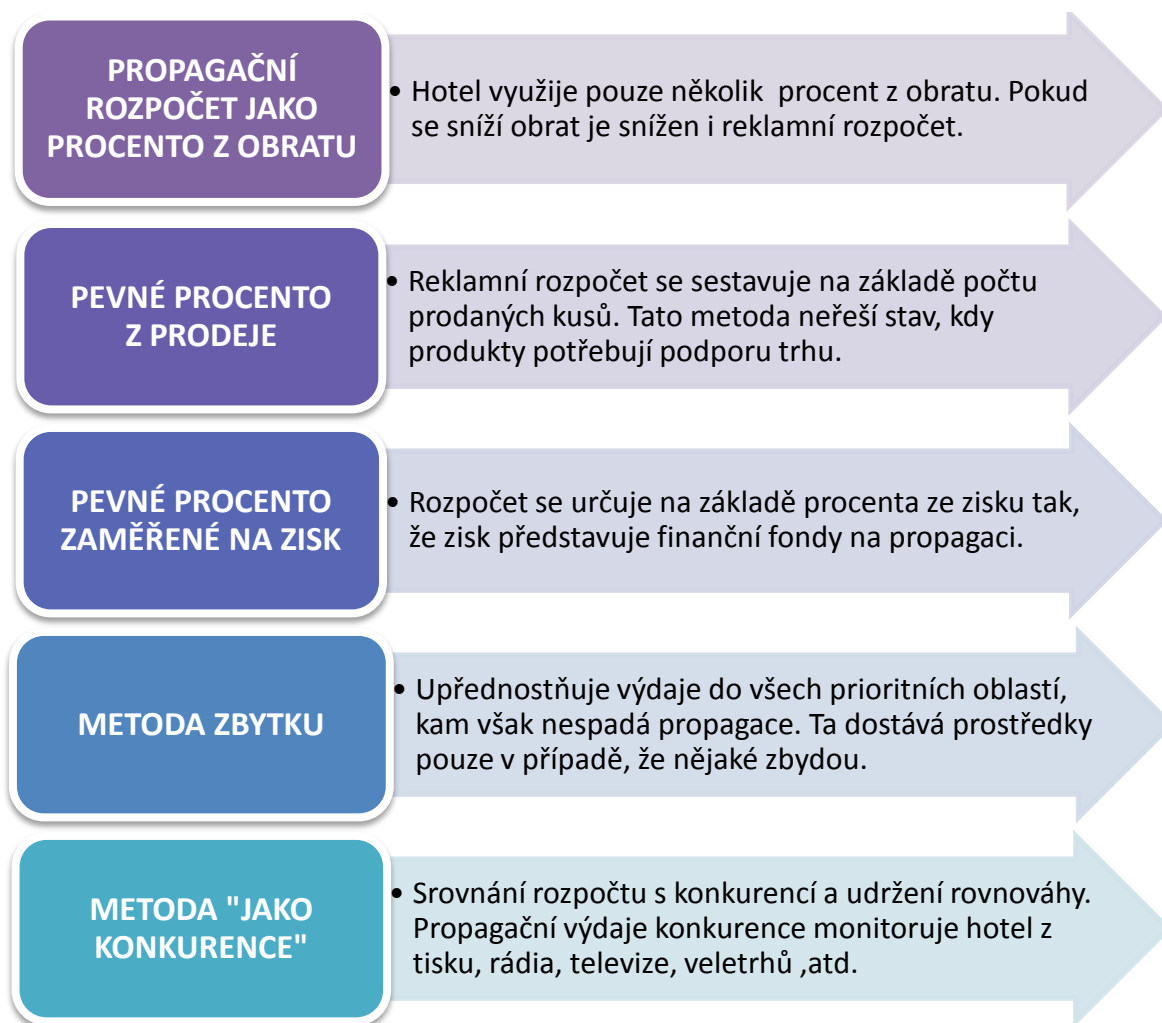 PROPAGAČNÍ
ROZPOČET JAKO
PROCENTO Z OBRATU
• Hotel využije pouze několik  procent z obratu. Pokud
se sníží obrat je snížen i reklamní rozpočet.
PEVNÉ PROCENTO
Z PRODEJE
• Reklamní rozpočet se sestavuje na základě počtu
prodaných kusů. Tato metoda neřeší stav, kdy
produkty potřebují podporu trhu.
PEVNÉ PROCENTO
ZAMĚŘENÉ NA ZISK
• Rozpočet se určuje na základě procenta ze zisku tak,
že zisk představuje finanční fondy na propagaci.
METODA ZBYTKU
• Upřednostňuje výdaje do všech prioritních oblastí,
kam však nespadá propagace. Ta dostává prostředky
pouze v případě, že nějaké zbydou.
METODA "JAKO
KONKURENCE"
• Srovnání rozpočtu s konkurencí a udržení rovnováhy.
Propagační výdaje konkurence monitoruje hotel z
tisku, rádia, televize, veletrhů ,atd.